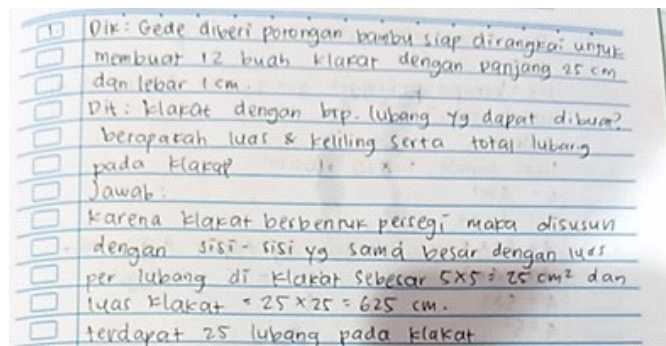 1. Dik: Gede diberi potongan bambu siap dirangkai untuk
membuat 12 buah klakat dengan panjang 25 cm
dan lebar 1 cm.
Dit: klakat dengan brp. lubang yg dapat dibuat?
berapakah luas & keliling serta total lubang
pada klakat
Jawab:
Karena klakat berbentuk persegi maka disusun
dengan sisi-sisi yg sama besar dengan luas
per lubang di klakat sebesar 5×5 = 25 cm² dan
luas klakat = 25 × 25 = 625 cm.
terdapat 25 lubang pada klakat